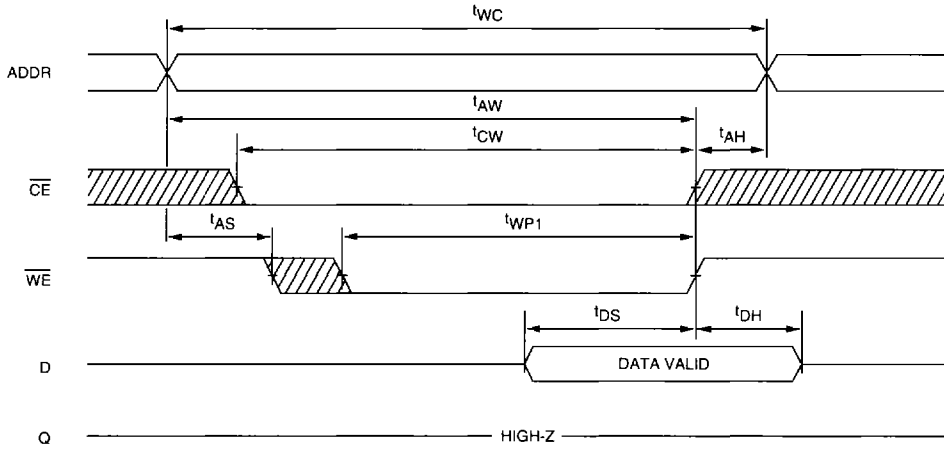 tWC
ADDR
tAW
tCW
tAH
CE
tAS
tWP1
WE
tDS
tDH
D
DATA VALID
Q
HIGH-Z